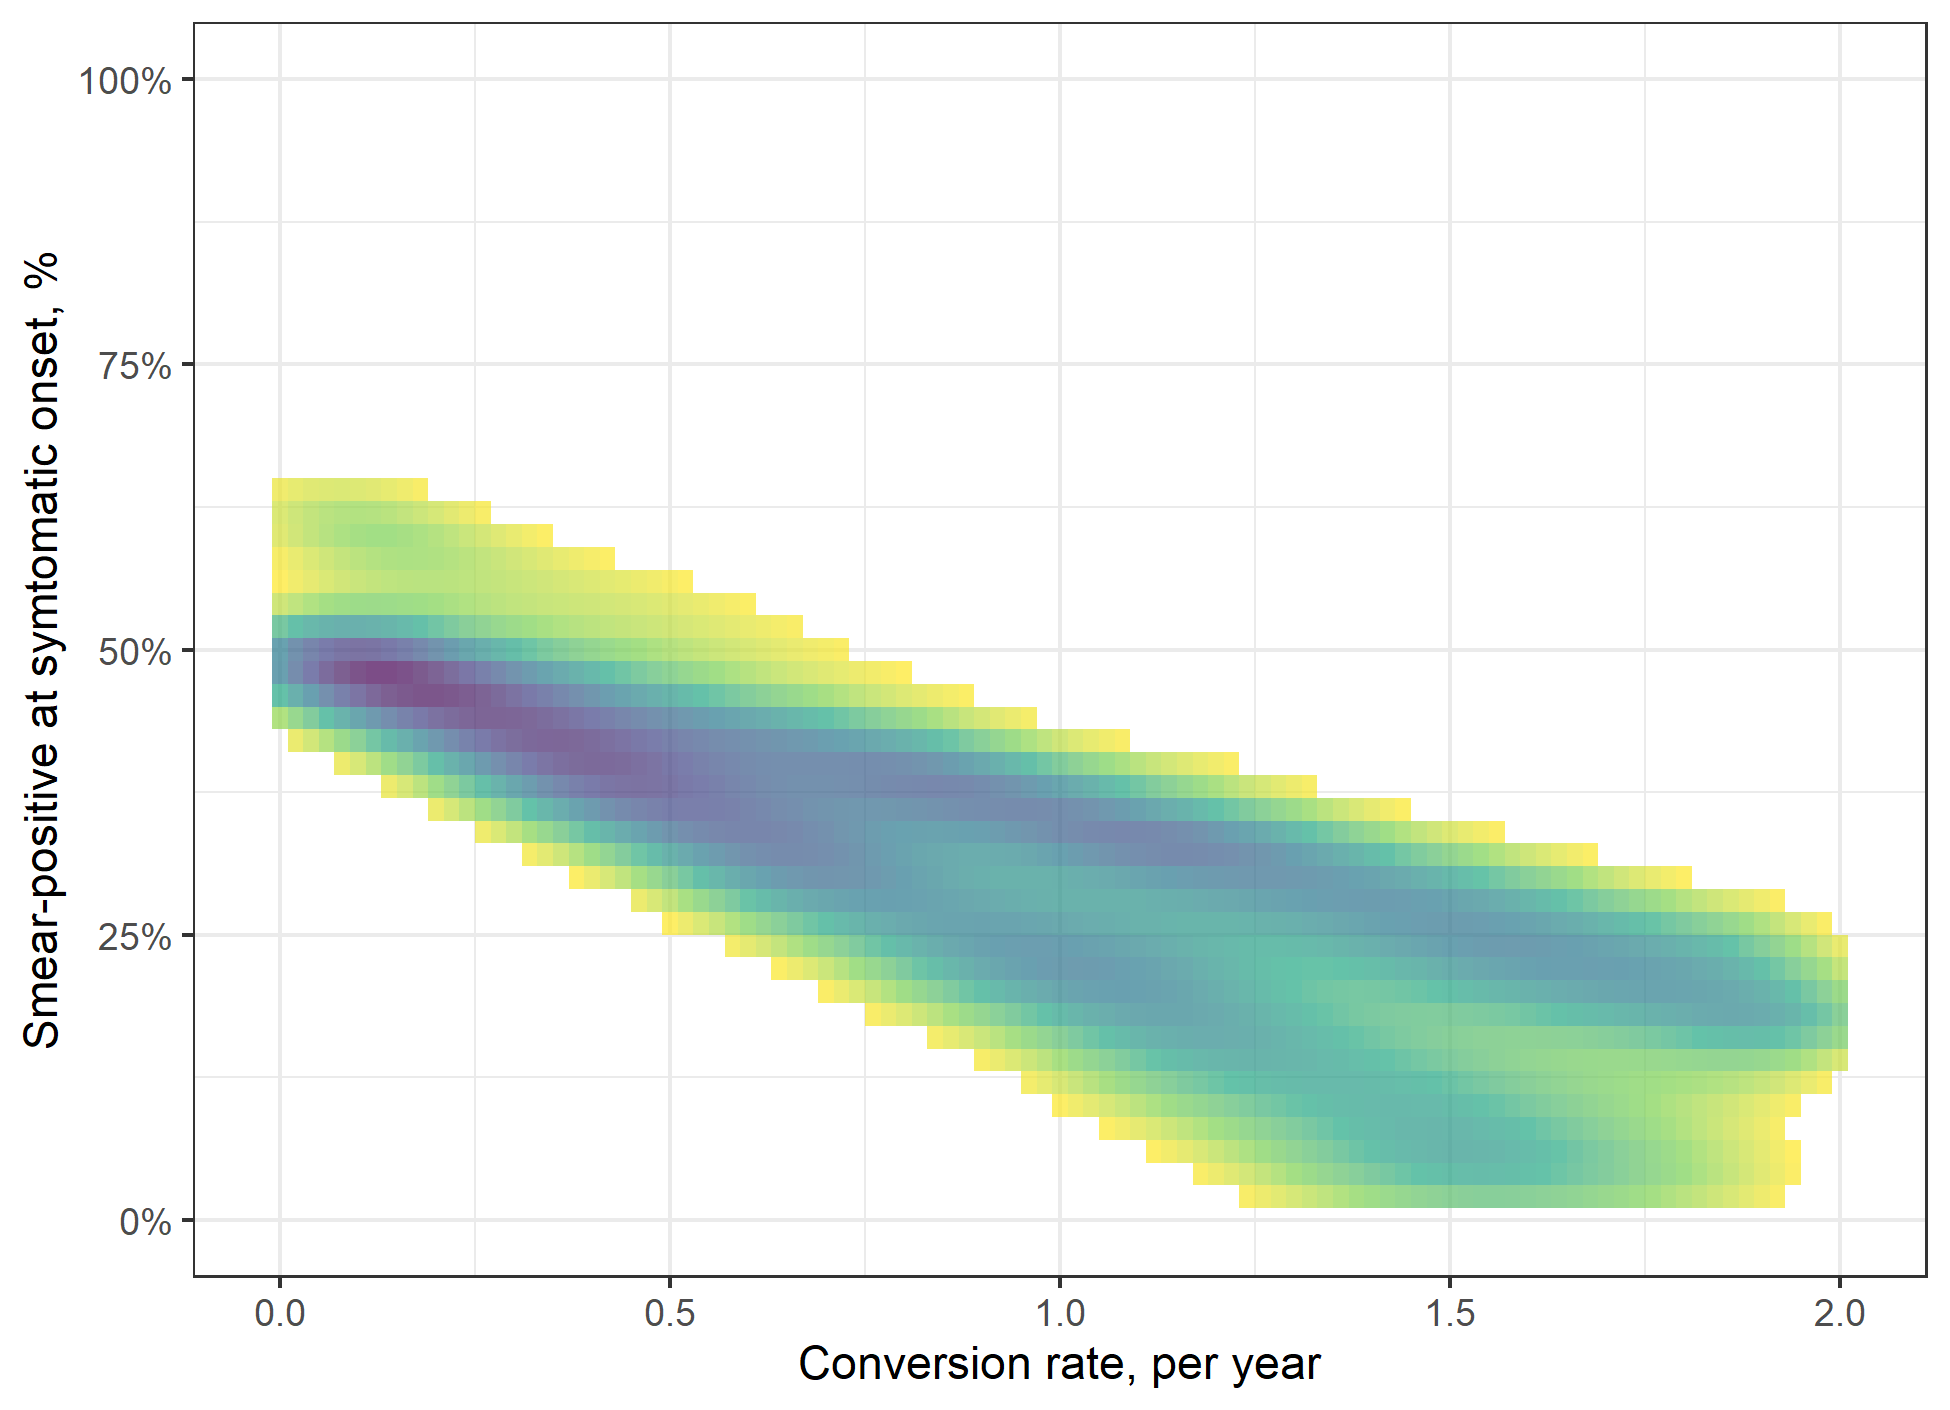 Smear-positive at symtomatic onset, %
100%
75%
50%
25%
0%
0.0 0.5 1.0 1.5 2.0
Conversion rate, per year